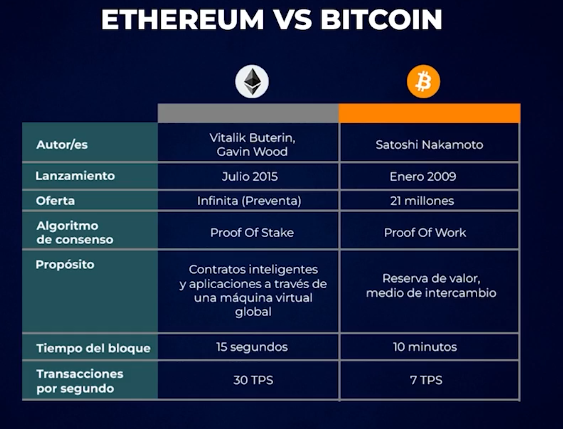 ETHEREUM VS BITCOIN
Autor/es
Vitalik Buterin,
Gavin Wood
Satoshi Nakamoto
Lanzamiento
Julio 2015
Enero 2009
Oferta
Infinita (Preventa)
21 millones
Algoritmo
de consenso
Proof Of Stake
Proof Of Work
Propósito
Contratos inteligentes
y aplicaciones a través de
una máquina virtual
global
Reserva de valor,
medio de intercambio
Tiempo del bloque
15 segundos
10 minutos
Transacciones
por segundo
30 TPS
7 TPS